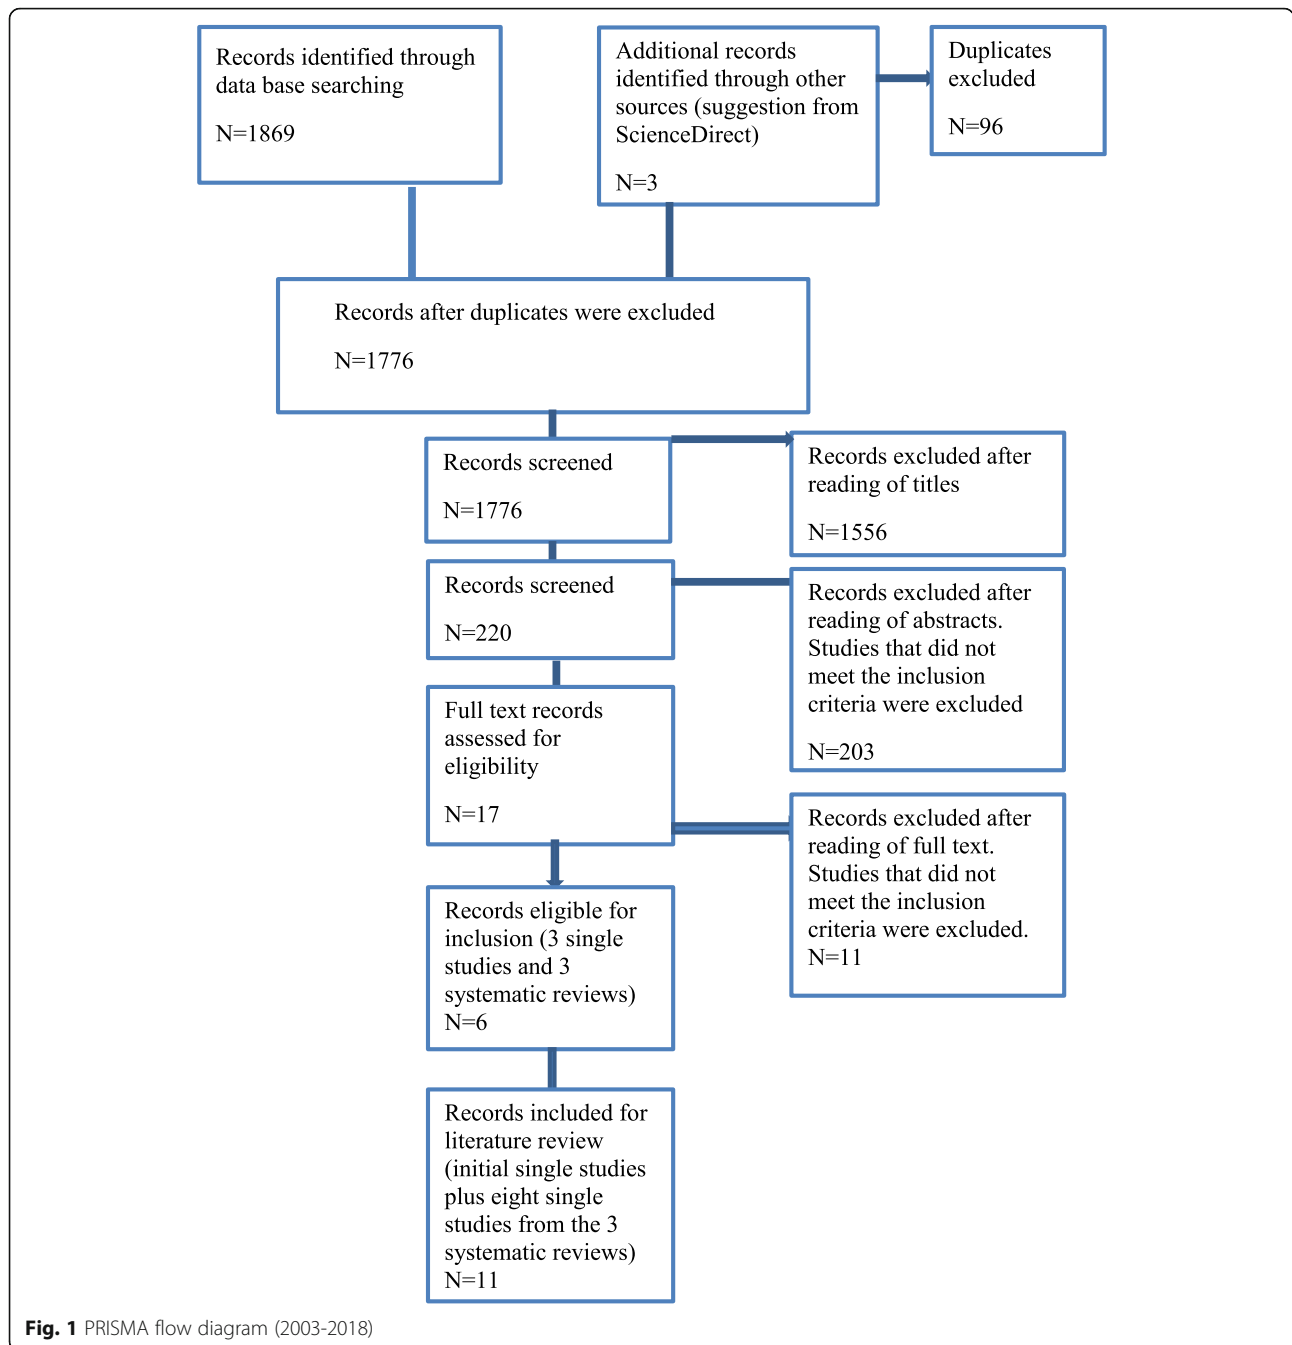 Records identified through
data base searching
N=1869
Additional records
identified through other
sources (suggestion from
ScienceDirect)
N=3
Duplicates
excluded
N=96
Records after duplicates were excluded
N=1776
Records screened
N=1776
Records excluded after
reading of titles
N=1556
Records screened
N=220
Records excluded after
reading of abstracts.
Studies that did not
meet the inclusion
criteria were excluded
N=203
Full text records
assessed for
eligibility
N=17
Records excluded after
reading of full text.
Studies that did not
meet the inclusion
criteria were excluded.
N=11
Records eligible for
inclusion (3 single
studies and 3
systematic reviews)
N=6
Records included for
literature review
(initial single studies
plus eight single
studies from the 3
systematic reviews)
N=11
Fig. 1 PRISMA flow diagram (2003-2018)